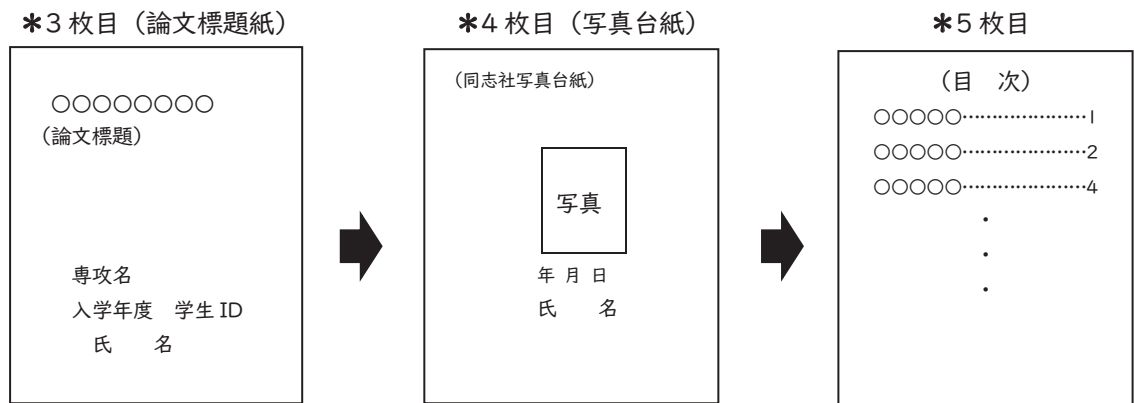 *3枚目（論文標題紙）
○○○○○○○○
（論文標題）
専攻名
入学年度　学生ID
氏　　名
*4枚目（写真台紙）
（同志社写真台紙）
写真
年 月 日
氏　　名
*5枚目
（目　次）
○○○○○…………………1
○○○○○…………………2
○○○○○…………………4
・
・
・